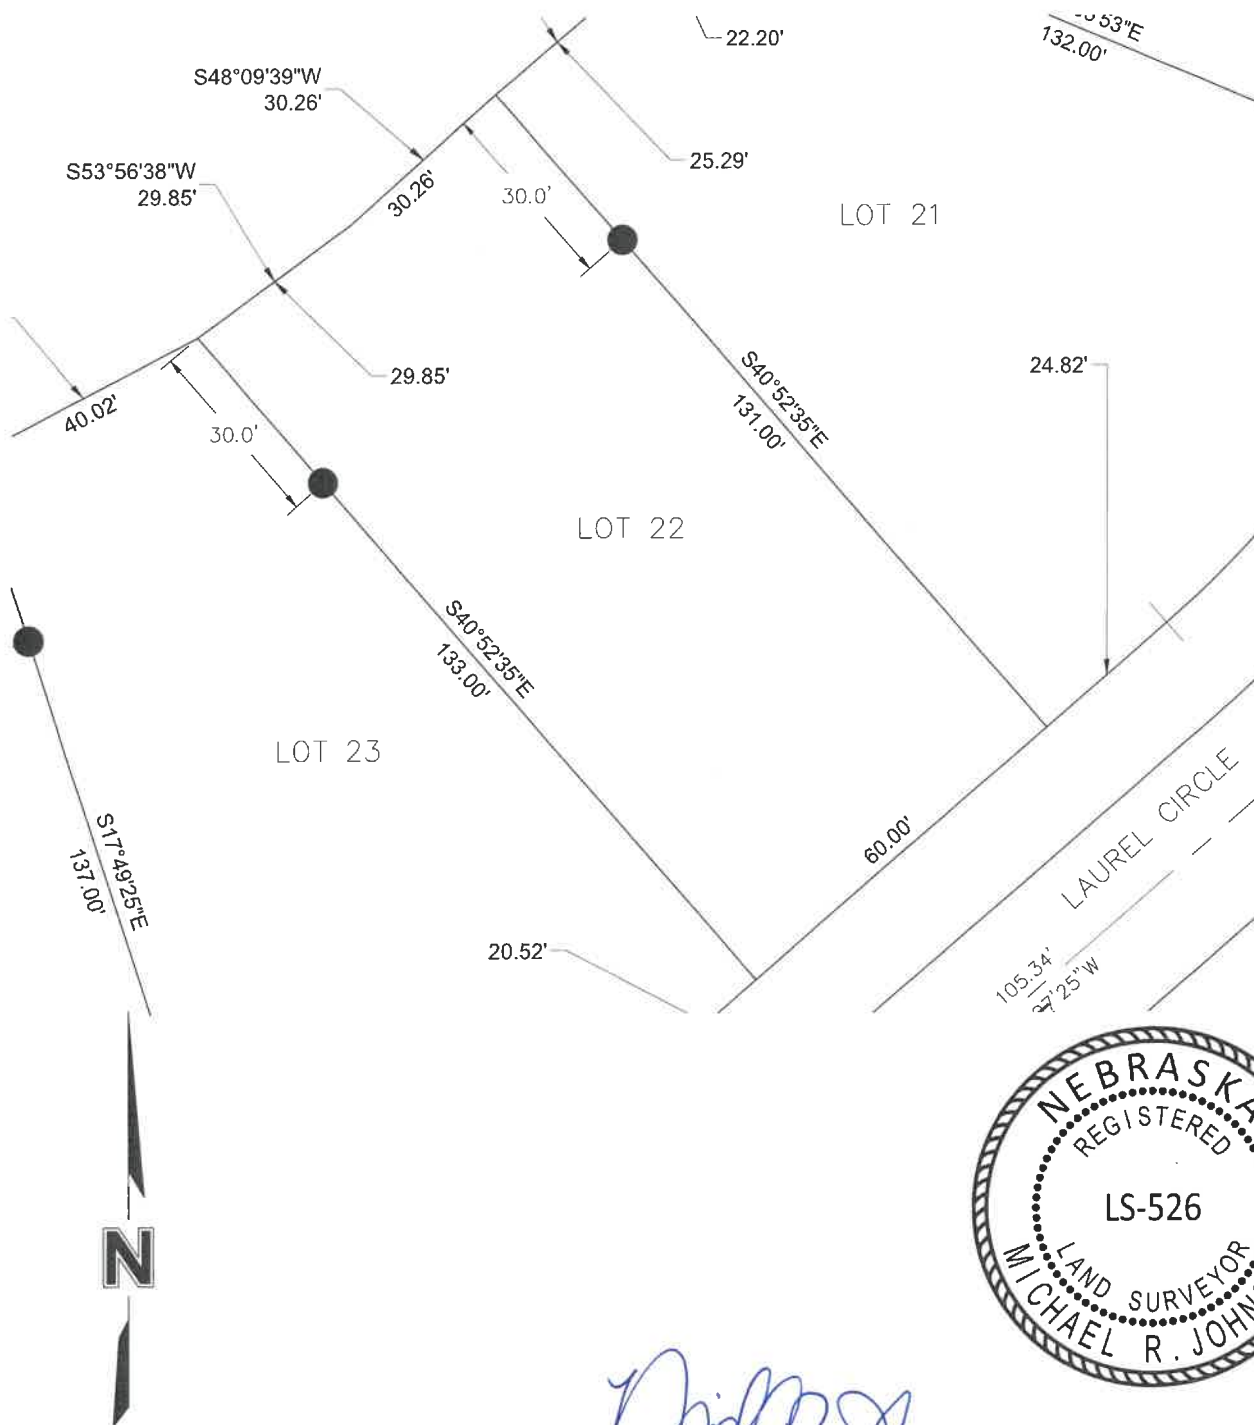 22.20'
53"E
132.00'
S48°09'39"W
30.26'
25.29'
S53°56'38"W
29.85'
30.26'
30.0'
LOT 21
29.85'
24.82'
40.02'
30.0'
S40°52'35"E
131.00'
LOT 22
S40°52'35"E
133.00'
LOT 23
S17°49'25"E
137.00'
60.00'
LAUREL CIRCLE
20.52'
105.34'
7'25"W
N
NEBRASKA
REGISTERED
LS-526
LAND SURVEYOR
MICHAEL R. JOHN